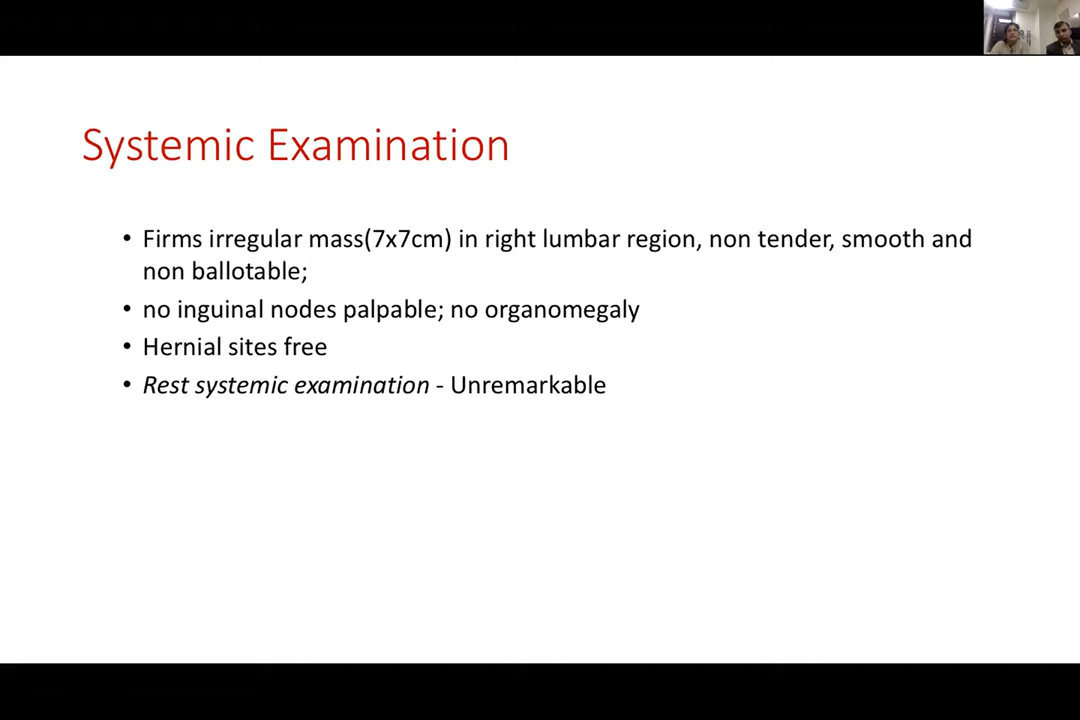 Systemic Examination
• Firms irregular mass(7x7cm) in right lumbar region, non tender, smooth and
non ballotable;
• no inguinal nodes palpable; no organomegaly
• Hernial sites free
• Rest systemic examination - Unremarkable